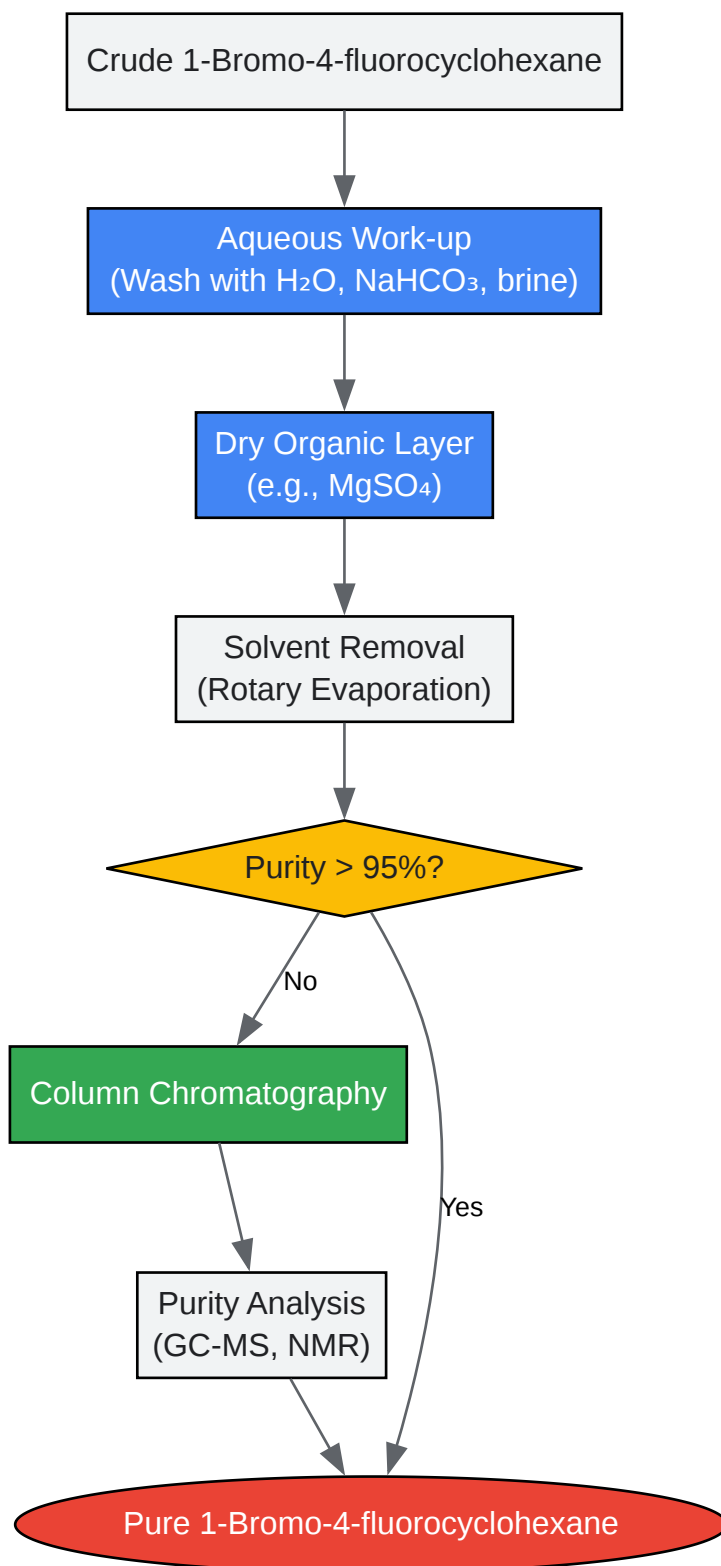 Crude 1-Bromo-4-fluorocyclohexane
Aqueous Work-up
(Wash with H₂O, NaHCO₃, brine)
Dry Organic Layer
(e.g., MgSO₄)
Solvent Removal
(Rotary Evaporation)
Purity > 95%?
No
Column Chromatography
Yes
Purity Analysis
(GC-MS, NMR)
Pure 1-Bromo-4-fluorocyclohexane